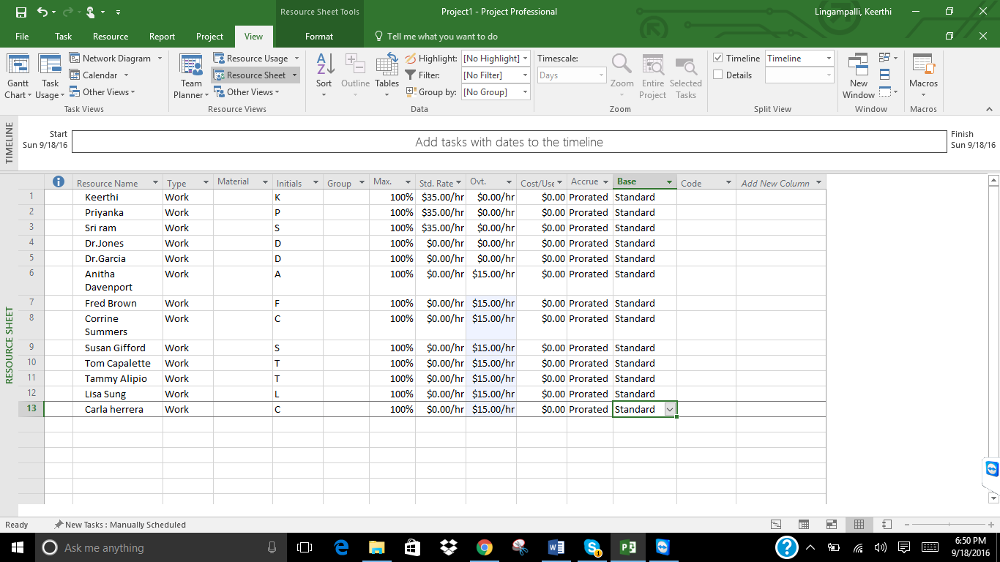 Resource Sheet Tools
Project1 - Project Professional
Lingampalli, Keerthi
File Task Resource Report Project View Format Tell me what you want to do
Gantt Chart
Task Usage
Network Diagram
Calendar
Other Views
Task Views
Team Planner
Resource Usage
Resource Sheet
Other Views
Resource Views
Sort
Outline
Tables
Highlight: [No Highlight]
Filter: [No Filter]
Group by: [No Group]
Data
Timescale:
Days
Zoom
Entire Project
Selected Tasks
Zoom
Timeline Timeline
Details
Split View
New Window
Window
Macros
Macros
TIMELINE
Start
Sun 9/18/16
Add tasks with dates to the timeline
Finish
Sun 9/18/16
RESOURCE SHEET
Resource Name Type Material Initials Group Max. Std. Rate Ovt. Cost/Use Accrue Base Code Add New Column
1 Keerthi Work K 100% $35.00/hr $0.00/hr $0.00 Prorated Standard
2 Priyanka Work P 100% $35.00/hr $0.00/hr $0.00 Prorated Standard
3 Sri ram Work S 100% $35.00/hr $0.00/hr $0.00 Prorated Standard
4 Dr.Jones Work D 100% $0.00/hr $0.00/hr $0.00 Prorated Standard
5 Dr.Garcia Work D 100% $0.00/hr $0.00/hr $0.00 Prorated Standard
6 Anitha Work A 100% $0.00/hr $15.00/hr $0.00 Prorated Standard
Davenport
7 Fred Brown Work F 100% $0.00/hr $15.00/hr $0.00 Prorated Standard
8 Corrine Work C 100% $0.00/hr $15.00/hr $0.00 Prorated Standard
Summers
9 Susan Gifford Work S 100% $0.00/hr $15.00/hr $0.00 Prorated Standard
10 Tom Capalette Work T 100% $0.00/hr $15.00/hr $0.00 Prorated Standard
11 Tammy Alipio Work T 100% $0.00/hr $15.00/hr $0.00 Prorated Standard
12 Lisa Sung Work L 100% $0.00/hr $15.00/hr $0.00 Prorated Standard
13 Carla herrera Work C 100% $0.00/hr $15.00/hr $0.00 Prorated Standard
Ready New Tasks : Manually Scheduled
Ask me anything
6:50 PM
9/18/2016